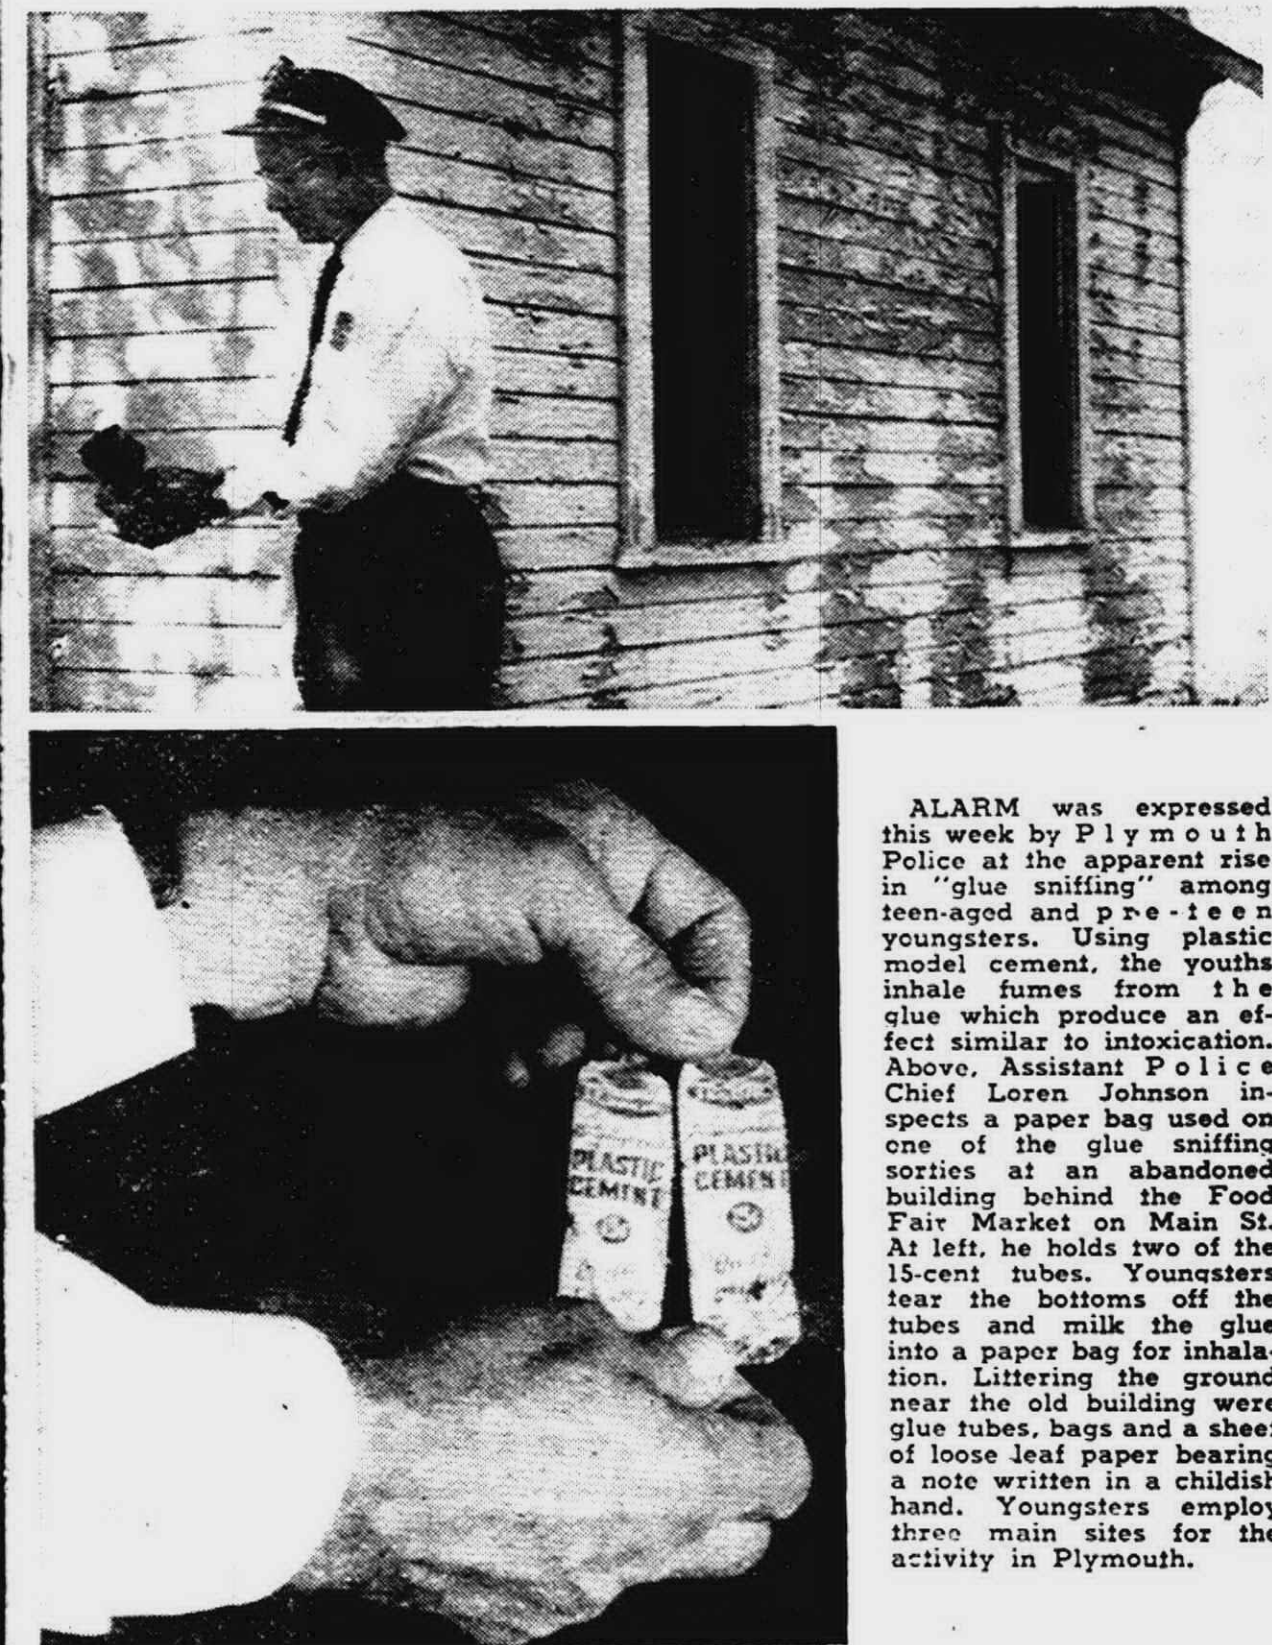 PLASTIC
CEMENT
PLASTIC
CEMENT
ALARM was expressed
this week by Plymouth
Police at the apparent rise
in "glue sniffing" among
teen-aged and pre-teen
youngsters. Using plastic
model cement, the youths
inhale fumes from the
glue which produce an ef-
fect similar to intoxication.
Above, Assistant Police
Chief Loren Johnson in-
spects a paper bag used on
one of the glue sniffing
sorties at an abandoned
building behind the Food
Fair Market on Main St.
At left, he holds two of the
15-cent tubes. Youngsters
tear the bottoms off the
tubes and milk the glue
into a paper bag for inhala-
tion. Littering the ground
near the old building were
glue tubes, bags and a sheet
of loose leaf paper bearing
a note written in a childish
hand. Youngsters employ
three main sites for the
activity in Plymouth.